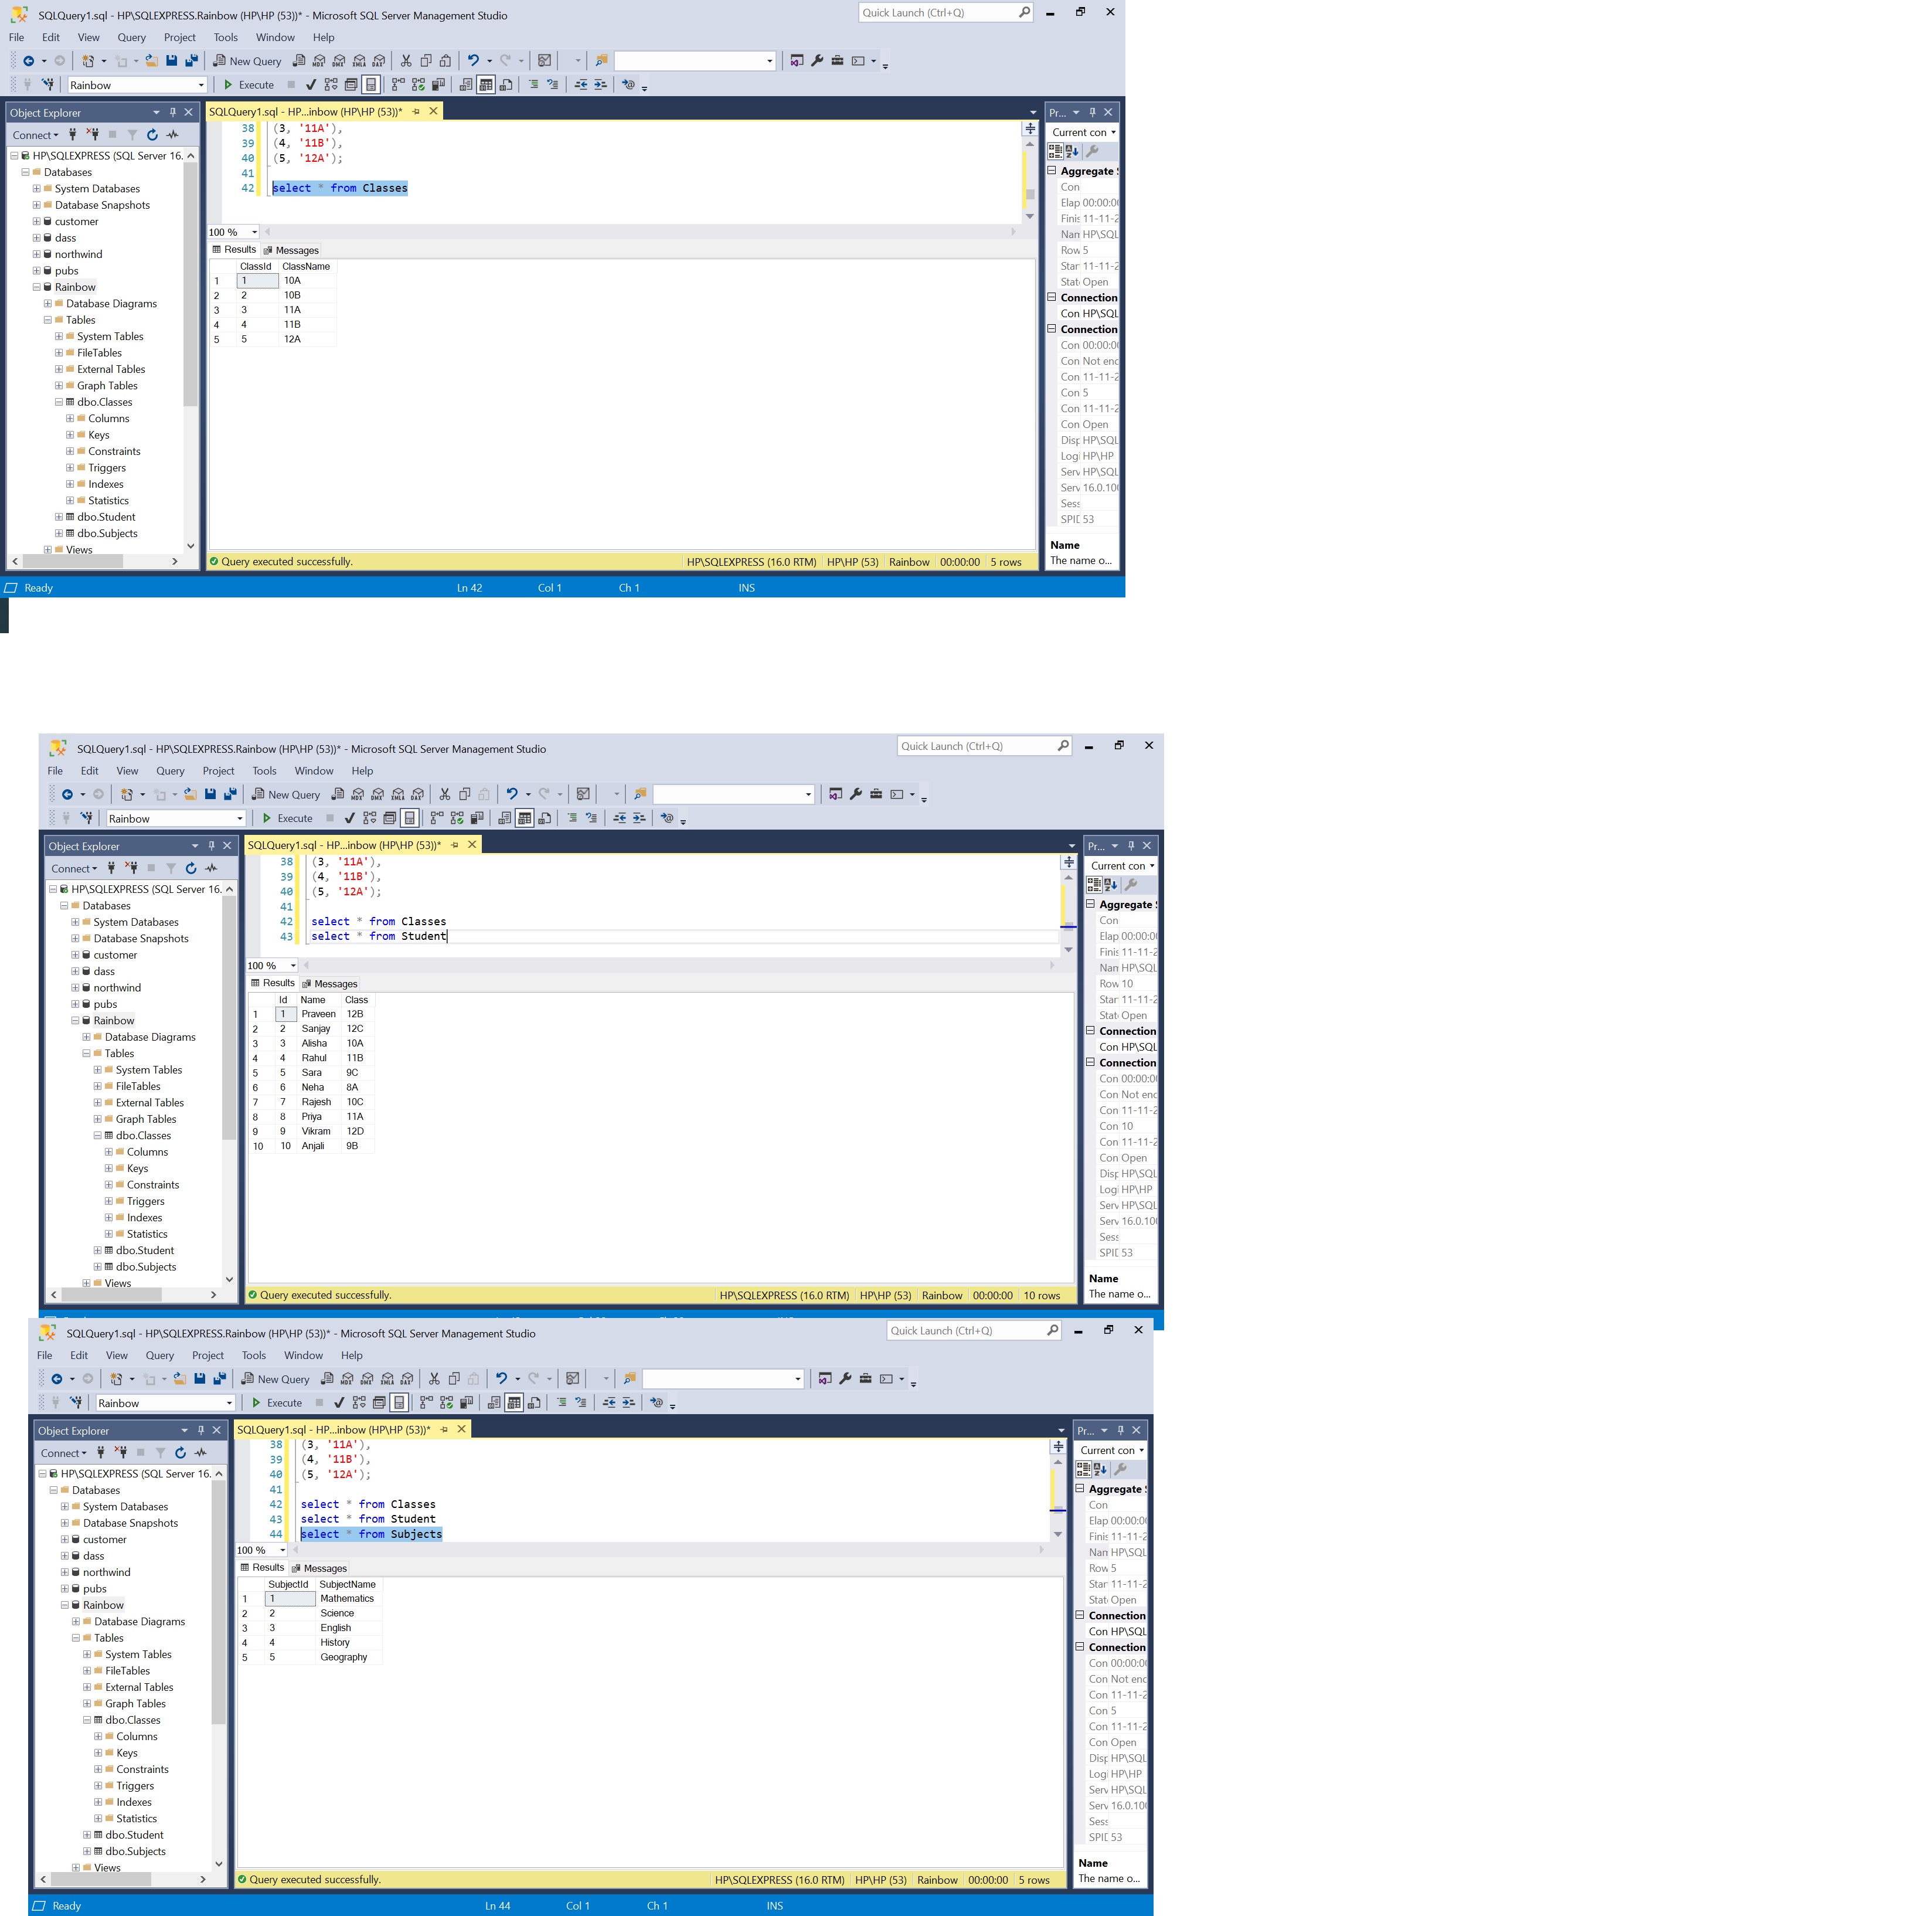 SQLQuery1.sql - HP\SQLEXPRESS.Rainbow (HP\HP (53))* - Microsoft SQL Server Management Studio
Quick Launch (Ctrl+Q)
File Edit View Query Project Tools Window Help
New Query MDX DMX XMLA DAX
Rainbow Execute
Object Explorer
Connect
HP\SQLEXPRESS (SQL Server 16.
Databases
System Databases
Database Snapshots
customer
dass
northwind
pubs
Rainbow
Database Diagrams
Tables
System Tables
FileTables
External Tables
Graph Tables
dbo.Classes
Columns
Keys
Constraints
Triggers
Indexes
Statistics
dbo.Student
dbo.Subjects
Views
SQLQuery1.sql - HP...inbow (HP\HP (53))*
38 (3, '11A'),
39 (4, '11B'),
40 (5, '12A');
41
42 select * from Classes
100 %
Results Messages
ClassId ClassName
1 1 10A
2 2 10B
3 3 11A
4 4 11B
5 5 12A
Query executed successfully. HP\SQLEXPRESS (16.0 RTM) HP\HP (53) Rainbow 00:00:00 5 rows
Pr...
Current con
Aggregate
Con
Elap 00:00:0
Finis 11-11-2
Nam HP\SQL
Row 5
Star 11-11-2
Stat Open
Connection
Con HP\SQL
Connection
Con 00:00:0
Con Not enc
Con 11-11-2
Con 5
Con 11-11-2
Con Open
Disp HP\SQL
Logi HP\HP
Serv HP\SQL
Serv 16.0.10
Sess
SPID 53
Name
The name o...
Ready Ln 42 Col 1 Ch 1 INS
SQLQuery1.sql - HP\SQLEXPRESS.Rainbow (HP\HP (53))* - Microsoft SQL Server Management Studio
Quick Launch (Ctrl+Q)
File Edit View Query Project Tools Window Help
New Query MDX DMX XMLA DAX
Rainbow Execute
Object Explorer
Connect
HP\SQLEXPRESS (SQL Server 16.
Databases
System Databases
Database Snapshots
customer
dass
northwind
pubs
Rainbow
Database Diagrams
Tables
System Tables
FileTables
External Tables
Graph Tables
dbo.Classes
Columns
Keys
Constraints
Triggers
Indexes
Statistics
dbo.Student
dbo.Subjects
Views
SQLQuery1.sql - HP...inbow (HP\HP (53))*
38 (3, '11A'),
39 (4, '11B'),
40 (5, '12A');
41
42 select * from Classes
43 select * from Student
100 %
Results Messages
Id Name Class
1 1 Praveen 12B
2 2 Sanjay 12C
3 3 Alisha 10A
4 4 Rahul 11B
5 5 Sara 9C
6 6 Neha 8A
7 7 Rajesh 10C
8 8 Priya 11A
9 9 Vikram 12D
10 10 Anjali 9B
Query executed successfully. HP\SQLEXPRESS (16.0 RTM) HP\HP (53) Rainbow 00:00:00 10 rows
Pr...
Current con
Aggregate
Con
Elap 00:00:0
Finis 11-11-2
Nam HP\SQL
Row 10
Star 11-11-2
Stat Open
Connection
Con HP\SQL
Connection
Con 00:00:0
Con Not enc
Con 11-11-2
Con 10
Con 11-11-2
Con Open
Disp HP\SQL
Logi HP\HP
Serv HP\SQL
Serv 16.0.10
Sess
SPID 53
Name
The name o...
SQLQuery1.sql - HP\SQLEXPRESS.Rainbow (HP\HP (53))* - Microsoft SQL Server Management Studio
Quick Launch (Ctrl+Q)
File Edit View Query Project Tools Window Help
New Query MDX DMX XMLA DAX
Rainbow Execute
Object Explorer
Connect
HP\SQLEXPRESS (SQL Server 16.
Databases
System Databases
Database Snapshots
customer
dass
northwind
pubs
Rainbow
Database Diagrams
Tables
System Tables
FileTables
External Tables
Graph Tables
dbo.Classes
Columns
Keys
Constraints
Triggers
Indexes
Statistics
dbo.Student
dbo.Subjects
Views
SQLQuery1.sql - HP...inbow (HP\HP (53))*
38 (3, '11A'),
39 (4, '11B'),
40 (5, '12A');
41
42 select * from Classes
43 select * from Student
44 select * from Subjects
100 %
Results Messages
SubjectId SubjectName
1 1 Mathematics
2 2 Science
3 3 English
4 4 History
5 5 Geography
Query executed successfully. HP\SQLEXPRESS (16.0 RTM) HP\HP (53) Rainbow 00:00:00 5 rows
Pr...
Current con
Aggregate
Con
Elap 00:00:0
Finis 11-11-2
Nam HP\SQL
Row 5
Star 11-11-2
Stat Open
Connection
Con HP\SQL
Connection
Con 00:00:0
Con Not enc
Con 11-11-2
Con 5
Con 11-11-2
Con Open
Disp HP\SQL
Logi HP\HP
Serv HP\SQL
Serv 16.0.10
Sess
SPID 53
Name
The name o...
Ready Ln 44 Col 1 Ch 1 INS